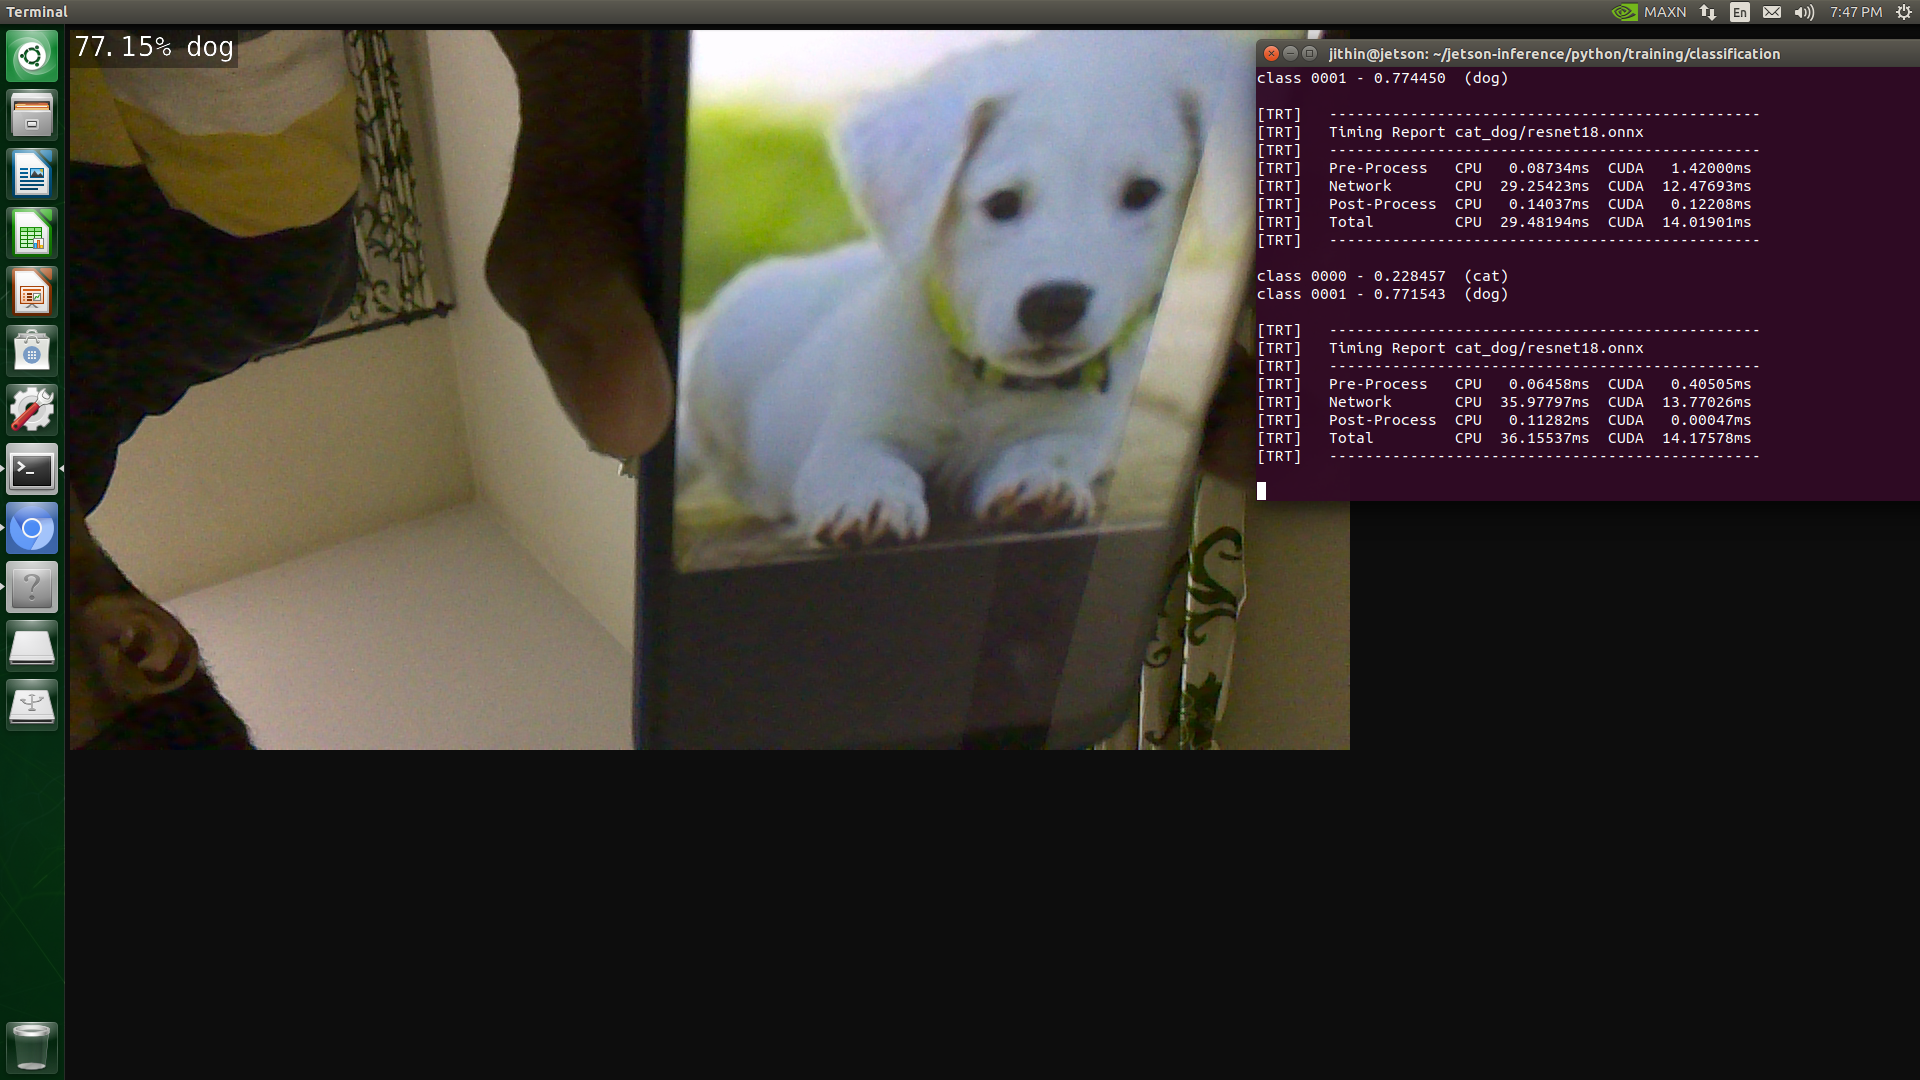 Terminal
MAXN En 7:47 PM
77.15% dog
jithin@jetson: ~/jetson-inference/python/training/classification
class 0001 - 0.774450 (dog)
[TRT] ------------------------------------------------
[TRT] Timing Report cat_dog/resnet18.onnx
[TRT] ------------------------------------------------
[TRT] Pre-Process CPU 0.08734ms CUDA 1.42000ms
[TRT] Network CPU 29.25423ms CUDA 12.47693ms
[TRT] Post-Process CPU 0.14037ms CUDA 0.12208ms
[TRT] Total CPU 29.48194ms CUDA 14.01901ms
[TRT] ------------------------------------------------
class 0000 - 0.228457 (cat)
class 0001 - 0.771543 (dog)
[TRT] ------------------------------------------------
[TRT] Timing Report cat_dog/resnet18.onnx
[TRT] ------------------------------------------------
[TRT] Pre-Process CPU 0.06458ms CUDA 0.40505ms
[TRT] Network CPU 35.97797ms CUDA 13.77026ms
[TRT] Post-Process CPU 0.11282ms CUDA 0.00047ms
[TRT] Total CPU 36.15537ms CUDA 14.17578ms
[TRT] ------------------------------------------------